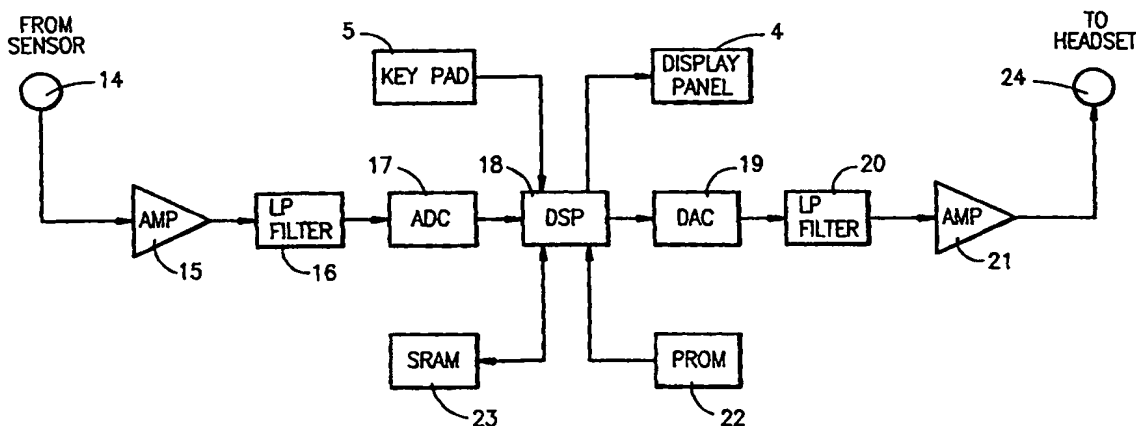 FROM
SENSOR
14
5
KEY PAD
4
DISPLAY
PANEL
TO
HEADSET
24
AMP
15
LP
FILTER
16
17
ADC
18
DSP
19
DAC
20
LP
FILTER
AMP
21
SRAM
23
PROM
22